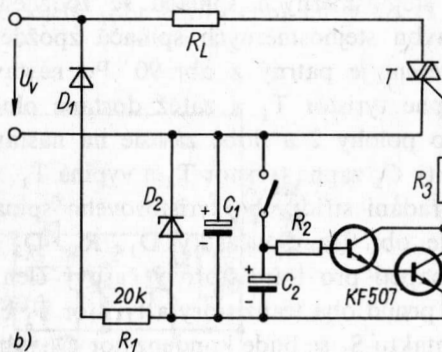 R_L
U_v
D_1
T
R_3
D_2
+ C_1
R_2
+ C_2
-
KF507
20k
R_1
b)